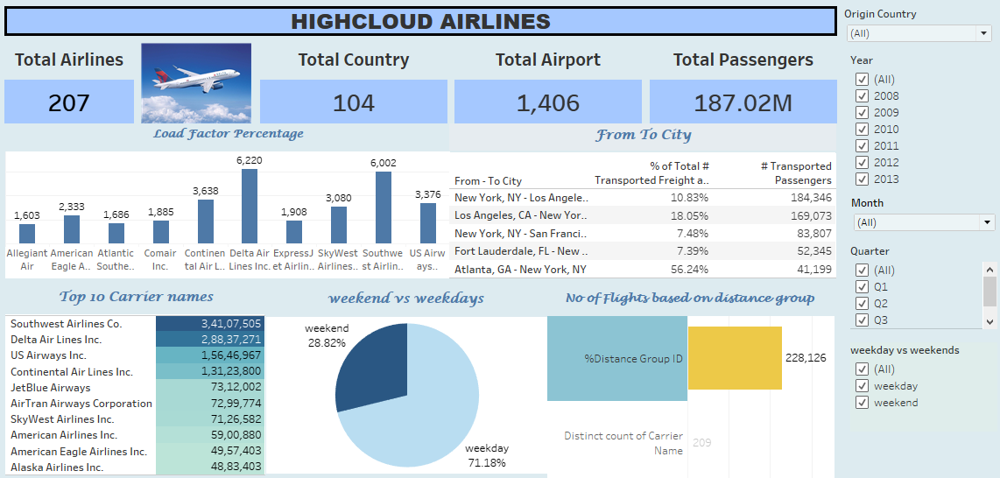 HIGHCLOUD AIRLINES
Total Airlines
207
Total Country
104
Total Airport
1,406
Total Passengers
187.02M
Load Factor Percentage
1,603
2,333
1,686
1,885
3,638
6,220
1,908
3,080
6,002
3,376
Allegiant
Air
American
Eagle A..
Atlantic
Southe..
Comair
Inc.
Continen
tal Air L..
Delta Air
Lines Inc.
ExpressJ
et Airlin..
SkyWest
Airlines..
Southwe
st Airlin..
US Airw
ays..
From To City
From - To City
% of Total #
Transported Freight a..
# Transported
Passengers
New York, NY - Los Angele.. 10.83% 184,346
Los Angeles, CA - New Yor.. 18.05% 169,073
New York, NY - San Franci.. 7.48% 83,807
Fort Lauderdale, FL - New .. 7.39% 52,345
Atlanta, GA - New York, NY 56.24% 41,199
Top 10 Carrier names
Southwest Airlines Co. 3,41,07,505
Delta Air Lines Inc. 2,88,37,271
US Airways Inc. 1,56,46,967
Continental Air Lines Inc. 1,31,23,800
JetBlue Airways 73,12,002
AirTran Airways Corporation 72,99,774
SkyWest Airlines Inc. 71,26,582
American Airlines Inc. 59,00,880
American Eagle Airlines Inc. 49,57,403
Alaska Airlines Inc. 48,83,403
weekend vs weekdays
weekend
28.82%
weekday
71.18%
No of Flights based on distance group
%Distance Group ID
228,126
Distinct count of Carrier
Name
209
Origin Country
(All)
Year
(All)
2008
2009
2010
2011
2012
2013
Month
(All)
Quarter
(All)
Q1
Q2
Q3
weekday vs weekends
(All)
weekday
weekend